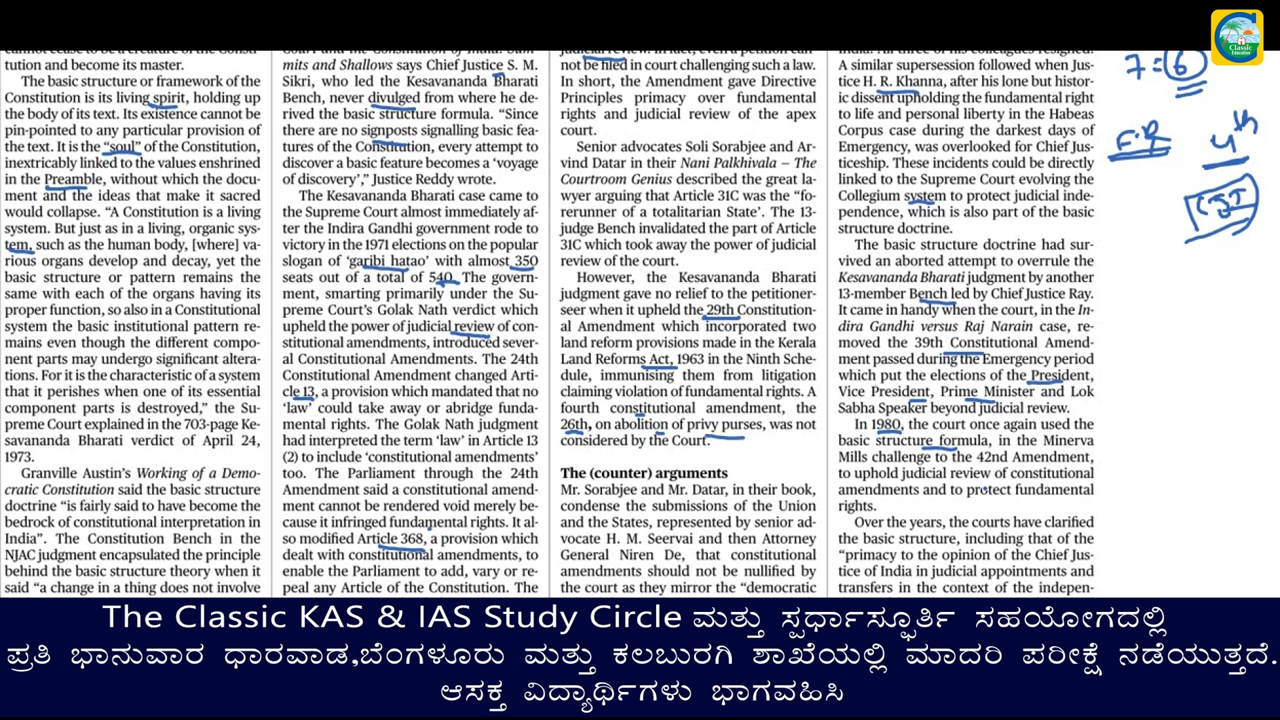 tution and become its master.
The basic structure or framework of the
Constitution is its living spirit, holding up
the body of its text. Its existence cannot be
pin-pointed to any particular provision of
the text. It is the “soul” of the Constitution,
inextricably linked to the values enshrined
in the Preamble, without which the docu-
ment and the ideas that make it sacred
would collapse. “A Constitution is a living
system. But just as in a living, organic sys-
tem, such as the human body, [where] va-
rious organs develop and decay, yet the
basic structure or pattern remains the
same with each of the organs having its
proper function, so also in a Constitutional
system the basic institutional pattern re-
mains even though the different compo-
nent parts may undergo significant altera-
tions. For it is the characteristic of a system
that it perishes when one of its essential
component parts is destroyed,” the Su-
preme Court explained in the 703-page Ke-
savananda Bharati verdict of April 24,
1973.
Granville Austin’s Working of a Demo-
cratic Constitution said the basic structure
doctrine “is fairly said to have become the
bedrock of constitutional interpretation in
India”. The Constitution Bench in the
NJAC judgment encapsulated the principle
behind the basic structure theory when it
said “a change in a thing does not involve
mits and Shallows says Chief Justice S. M.
Sikri, who led the Kesavananda Bharati
Bench, never divulged from where he de-
rived the basic structure formula. “Since
there are no signposts signalling basic fea-
tures of the Constitution, every attempt to
discover a basic feature becomes a ‘voyage
of discovery’,” Justice Reddy wrote.
The Kesavananda Bharati case came to
the Supreme Court almost immediately af-
ter the Indira Gandhi government rode to
victory in the 1971 elections on the popular
slogan of ‘garibi hatao’ with almost 350
seats out of a total of 540. The govern-
ment, smarting primarily under the Su-
preme Court’s Golak Nath verdict which
upheld the power of judicial review of con-
stitutional amendments, introduced sever-
al Constitutional Amendments. The 24th
Constitutional Amendment changed Arti-
cle 13, a provision which mandated that no
‘law’ could take away or abridge funda-
mental rights. The Golak Nath judgment
had interpreted the term ‘law’ in Article 13
(2) to include ‘constitutional amendments’
too. The Parliament through the 24th
Amendment said a constitutional amend-
ment cannot be rendered void merely be-
cause it infringed fundamental rights. It al-
so modified Article 368, a provision which
dealt with constitutional amendments, to
enable the Parliament to add, vary or re-
peal any Article of the Constitution. The
not be filed in court challenging such a law.
In short, the Amendment gave Directive
Principles primacy over fundamental
rights and judicial review of the apex
court.
Senior advocates Soli Sorabjee and Ar-
vind Datar in their Nani Palkhivala – The
Courtroom Genius described the great la-
wyer arguing that Article 31C was the “fo-
rerunner of a totalitarian State’. The 13-
judge Bench invalidated the part of Article
31C which took away the power of judicial
review of the court.
However, the Kesavananda Bharati
judgment gave no relief to the petitioner-
seer when it upheld the 29th Constitution-
al Amendment which incorporated two
land reform provisions made in the Kerala
Land Reforms Act, 1963 in the Ninth Sche-
dule, immunising them from litigation
claiming violation of fundamental rights. A
fourth constitutional amendment, the
26th, on abolition of privy purses, was not
considered by the Court.
The (counter) arguments
Mr. Sorabjee and Mr. Datar, in their book,
condense the submissions of the Union
and the States, represented by senior ad-
vocate H. M. Seervai and then Attorney
General Niren De, that constitutional
amendments should not be nullified by
the court as they mirror the “democratic
A similar supersession followed when Jus-
tice H. R. Khanna, after his lone but histor-
ic dissent upholding the fundamental right
to life and personal liberty in the Habeas
Corpus case during the darkest days of
Emergency, was overlooked for Chief Jus-
ticeship. These incidents could be directly
linked to the Supreme Court evolving the
Collegium system to protect judicial inde-
pendence, which is also part of the basic
structure doctrine.
The basic structure doctrine had sur-
vived an aborted attempt to overrule the
Kesavananda Bharati judgment by another
13-member Bench led by Chief Justice Ray.
It came in handy when the court, in the In-
dira Gandhi versus Raj Narain case, re-
moved the 39th Constitutional Amend-
ment passed during the Emergency period
which put the elections of the President,
Vice President, Prime Minister and Lok
Sabha Speaker beyond judicial review.
In 1980, the court once again used the
basic structure formula, in the Minerva
Mills challenge to the 42nd Amendment,
to uphold judicial review of constitutional
amendments and to protect fundamental
rights.
Over the years, the courts have clarified
the basic structure, including that of the
“primacy to the opinion of the Chief Jus-
tice of India in judicial appointments and
transfers in the context of the indepen-
7 = 6
F.R 4th
CJI
Classic
Education
The Classic KAS & IAS Study Circle ಮತ್ತು ಸ್ಪರ್ಧಾಸ್ಫೂರ್ತಿ ಸಹಯೋಗದಲ್ಲಿ
ಪ್ರತಿ ಭಾನುವಾರ ಧಾರವಾಡ,ಬೆಂಗಳೂರು ಮತ್ತು ಕಲಬುರಗಿ ಶಾಖೆಯಲ್ಲಿ ಮಾದರಿ ಪರೀಕ್ಷೆ ನಡೆಯುತ್ತದೆ.
ಆಸಕ್ತ ವಿದ್ಯಾರ್ಥಿಗಳು ಭಾಗವಹಿಸಿ